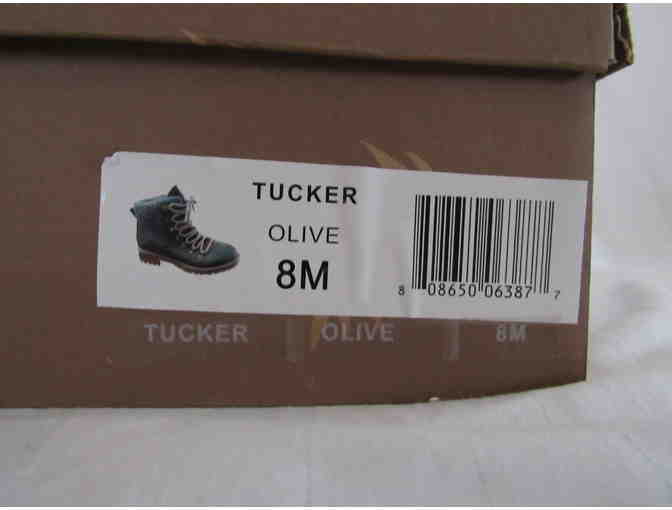 TUCKER
OLIVE
8M
8 08650 06387 7
TUCKER OLIVE 8M